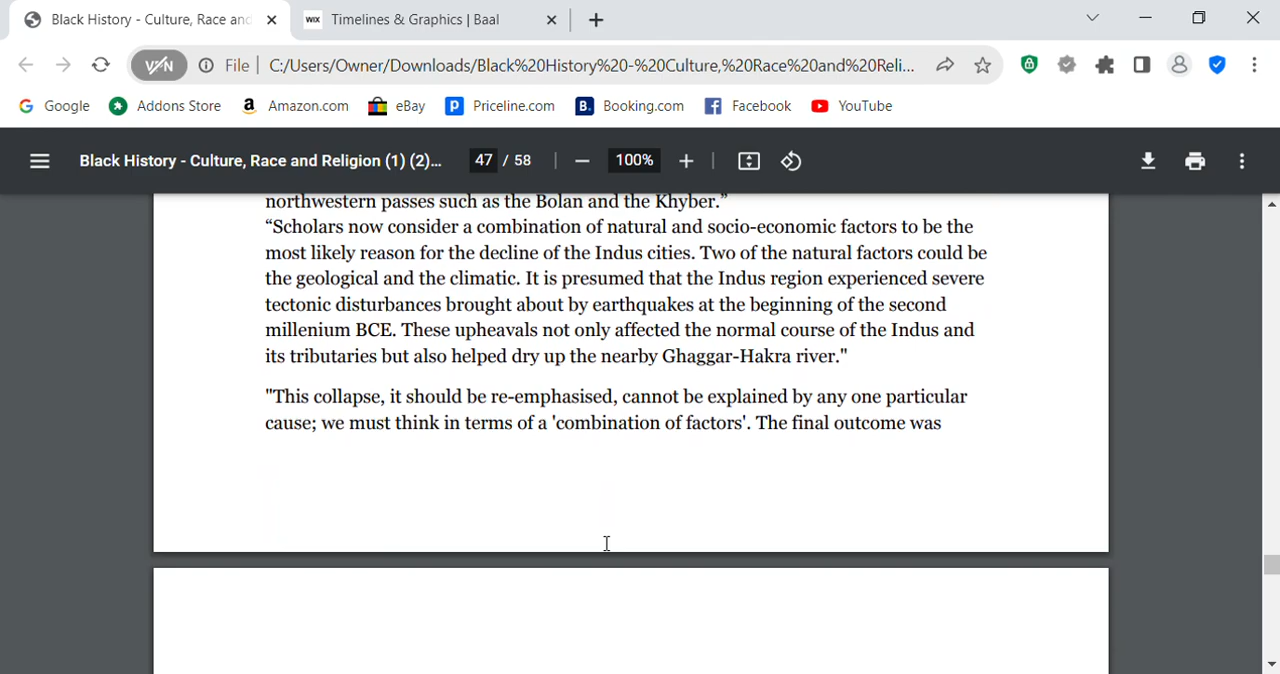 Black History - Culture, Race and
Timelines & Graphics | Baal
VPN
File
C:/Users/Owner/Downloads/Black%20History%20-%20Culture,%20Race%20and%20Reli...
Google
Addons Store
Amazon.com
eBay
Priceline.com
Booking.com
Facebook
YouTube
Black History - Culture, Race and Religion (1) (2)...
47 / 58
100%
northwestern passes such as the Bolan and the Khyber.”
“Scholars now consider a combination of natural and socio-economic factors to be the
most likely reason for the decline of the Indus cities. Two of the natural factors could be
the geological and the climatic. It is presumed that the Indus region experienced severe
tectonic disturbances brought about by earthquakes at the beginning of the second
millenium BCE. These upheavals not only affected the normal course of the Indus and
its tributaries but also helped dry up the nearby Ghaggar-Hakra river."
"This collapse, it should be re-emphasised, cannot be explained by any one particular
cause; we must think in terms of a 'combination of factors'. The final outcome was